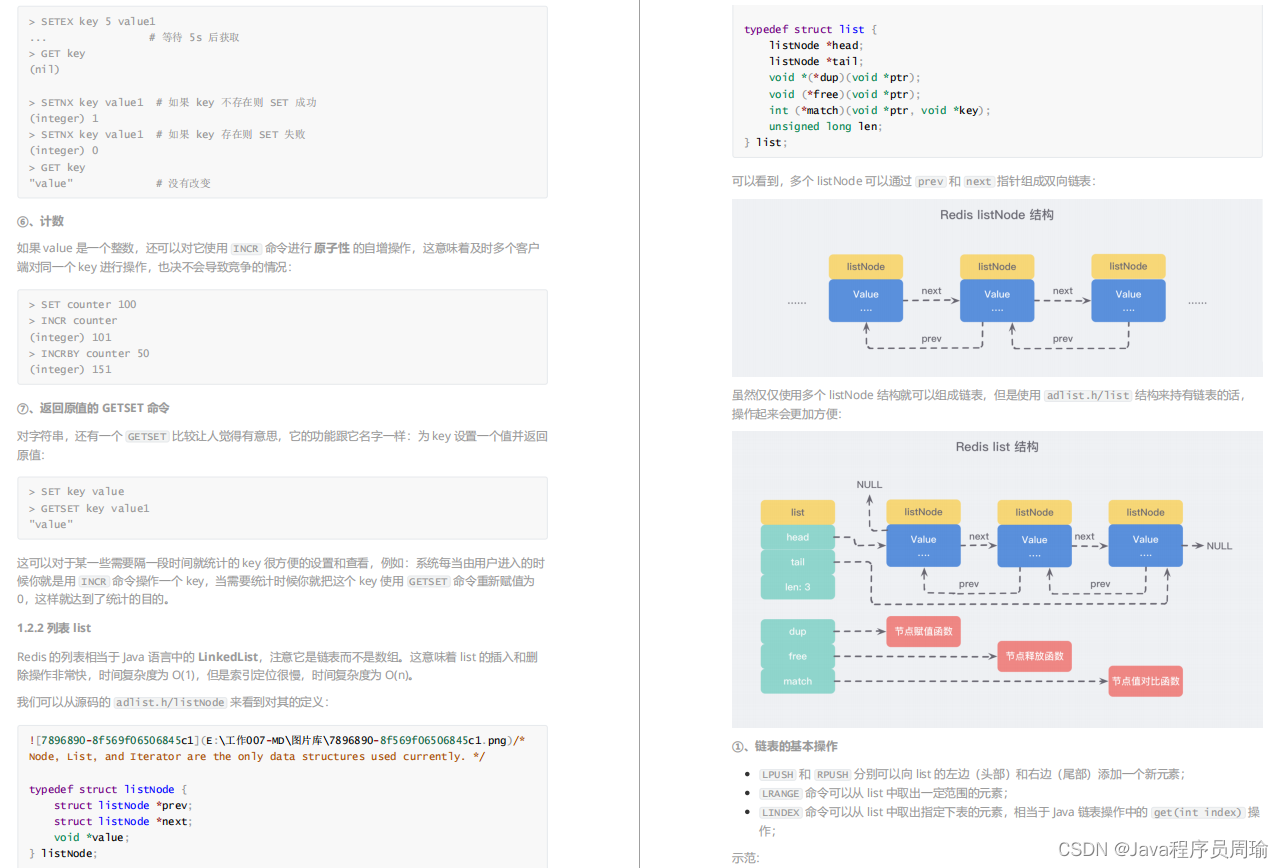 > SETEX key 5 value1
... # 等待 5s 后获取
> GET key
(nil)
> SETNX key value1 # 如果 key 不存在则 SET 成功
(integer) 1
> SETNX key value1 # 如果 key 存在则 SET 失败
(integer) 0
> GET key
"value" # 没有改变
⑥、计数
如果 value 是一个整数，还可以对它使用 INCR 命令进行 原子性 的自增操作，这意味着及时多个客户
端对同一个 key 进行操作，也决不会导致竞争的情况：
> SET counter 100
> INCR counter
(integer) 101
> INCRBY counter 50
(integer) 151
⑦、返回原值的 GETSET 命令
对字符串，还有一个 GETSET 比较让人觉得有意思，它的功能跟它名字一样：为 key 设置一个值并返回
原值：
> SET key value
> GETSET key value1
"value"
这可以对于某一些需要隔一段时间就统计的 key 很方便的设置和查看，例如：系统每当由用户进入的时
候你就是用 INCR 命令操作一个 key，当需要统计时候你就把这个 key 使用 GETSET 命令重新赋值为
0，这样就达到了统计的目的。
1.2.2 列表 list
Redis 的列表相当于 Java 语言中的 LinkedList，注意它是链表而不是数组。这意味着 list 的插入和删
除操作非常快，时间复杂度为 O(1)，但是索引定位很慢，时间复杂度为 O(n)。
我们可以从源码的 adlist.h/listNode 来看到对其的定义：
![7896890-8f569f06506845c1](E:\工作007-MD\图片库\7896890-8f569f06506845c1.png)/*
Node, List, and Iterator are the only data structures used currently. */
typedef struct listNode {
struct listNode *prev;
struct listNode *next;
void *value;
} listNode;
typedef struct list {
listNode *head;
listNode *tail;
void *(*dup)(void *ptr);
void (*free)(void *ptr);
int (*match)(void *ptr, void *key);
unsigned long len;
} list;
可以看到，多个 listNode 可以通过 prev 和 next 指针组成双向链表：
Redis listNode 结构
listNode listNode listNode
...... Value next Value next Value ......
.... .... ....
prev prev
虽然仅仅使用多个 listNode 结构就可以组成链表，但是使用 adlist.h/list 结构来持有链表的话，
操作起来会更加方便：
Redis list 结构
NULL
list listNode listNode listNode
head Value next Value next Value NULL
.... .... ....
tail
len: 3 prev prev
dup 节点赋值函数
free 节点释放函数
match 节点值对比函数
①、链表的基本操作
• LPUSH 和 RPUSH 分别可以向 list 的左边（头部）和右边（尾部）添加一个新元素；
• LRANGE 命令可以从 list 中取出一定范围的元素；
• LINDEX 命令可以从 list 中取出指定下表的元素，相当于 Java 链表操作中的 get(int index) 操
作；
示范：
CSDN @Java程序员周瑜